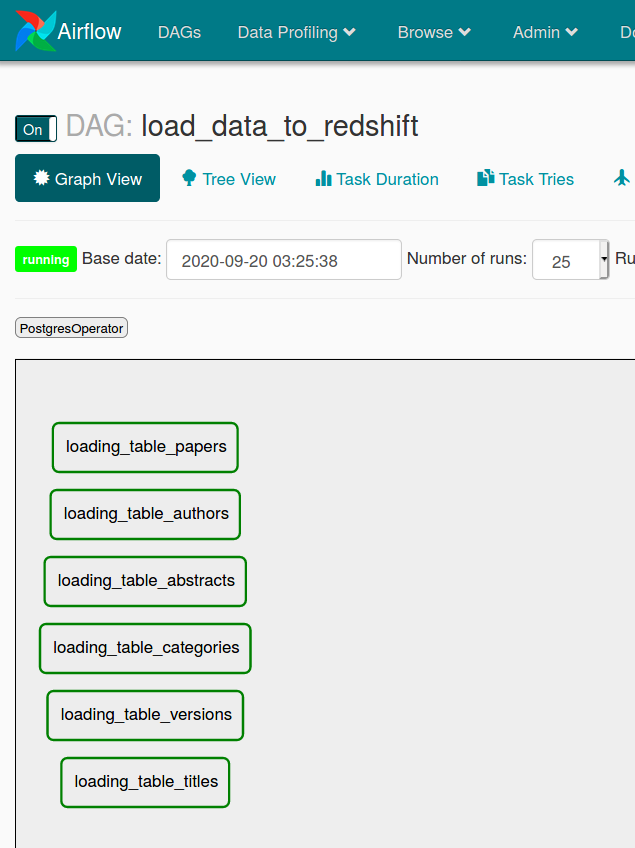 Airflow DAGs Data Profiling Browse Admin Do
On DAG: load_data_to_redshift
Graph View Tree View Task Duration Task Tries
running Base date: 2020-09-20 03:25:38 Number of runs: 25 Ru
PostgresOperator
loading_table_papers
loading_table_authors
loading_table_abstracts
loading_table_categories
loading_table_versions
loading_table_titles